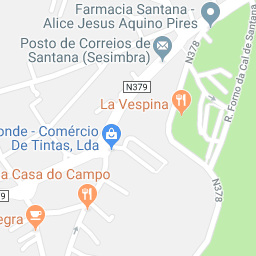 Farmacia Santana -
Alice Jesus Aquino Pires
Posto de Correios de
Santana (Sesimbra)
N378
N379
La Vespina
R. Forno da Cal de Santana
onde - Comércio
De Tintas, Lda
N379
a Casa do Campo
N378
egra